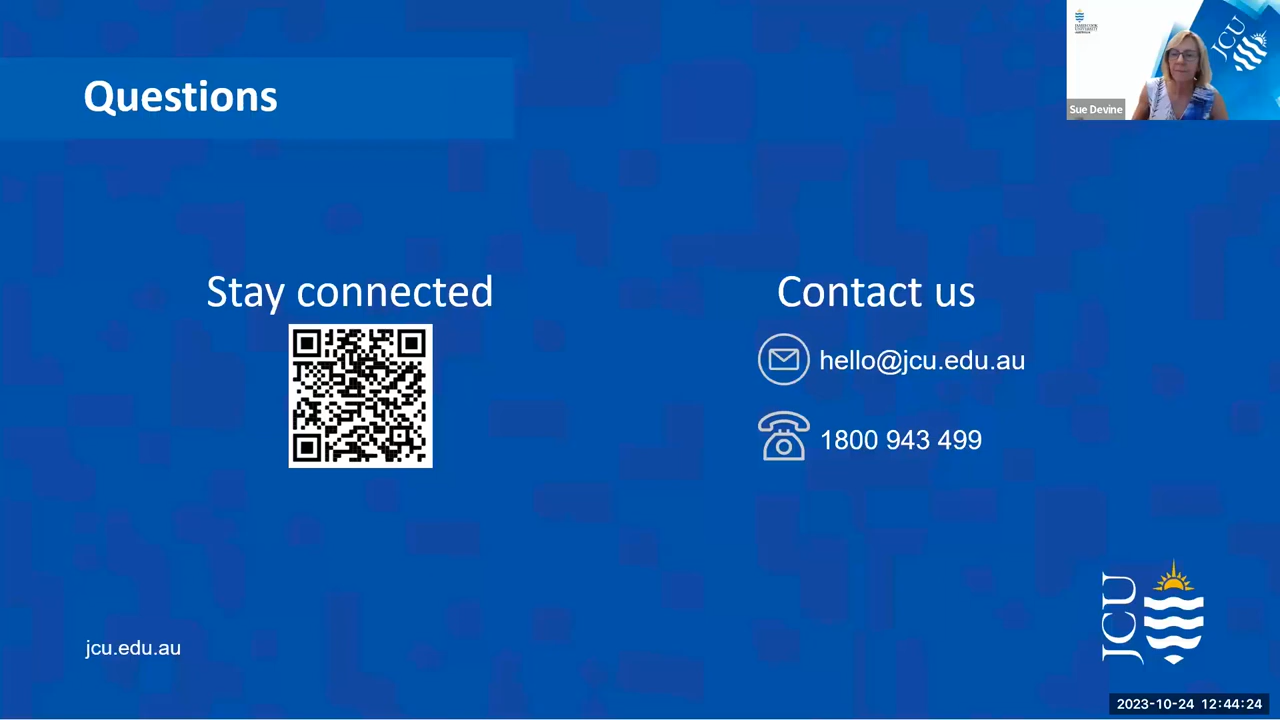 Questions
Sue Devine
JCU
Stay connected
Contact us
hello@jcu.edu.au
1800 943 499
jcu.edu.au
JCU
2023-10-24 12:44:24